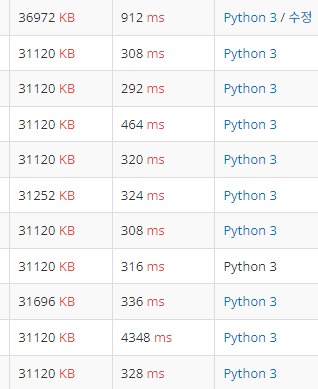 36972 KB 912 ms Python 3 / 수정
31120 KB 308 ms Python 3
31120 KB 292 ms Python 3
31120 KB 464 ms Python 3
31120 KB 320 ms Python 3
31252 KB 324 ms Python 3
31120 KB 308 ms Python 3
31120 KB 316 ms Python 3
31696 KB 336 ms Python 3
31120 KB 4348 ms Python 3
31120 KB 328 ms Python 3